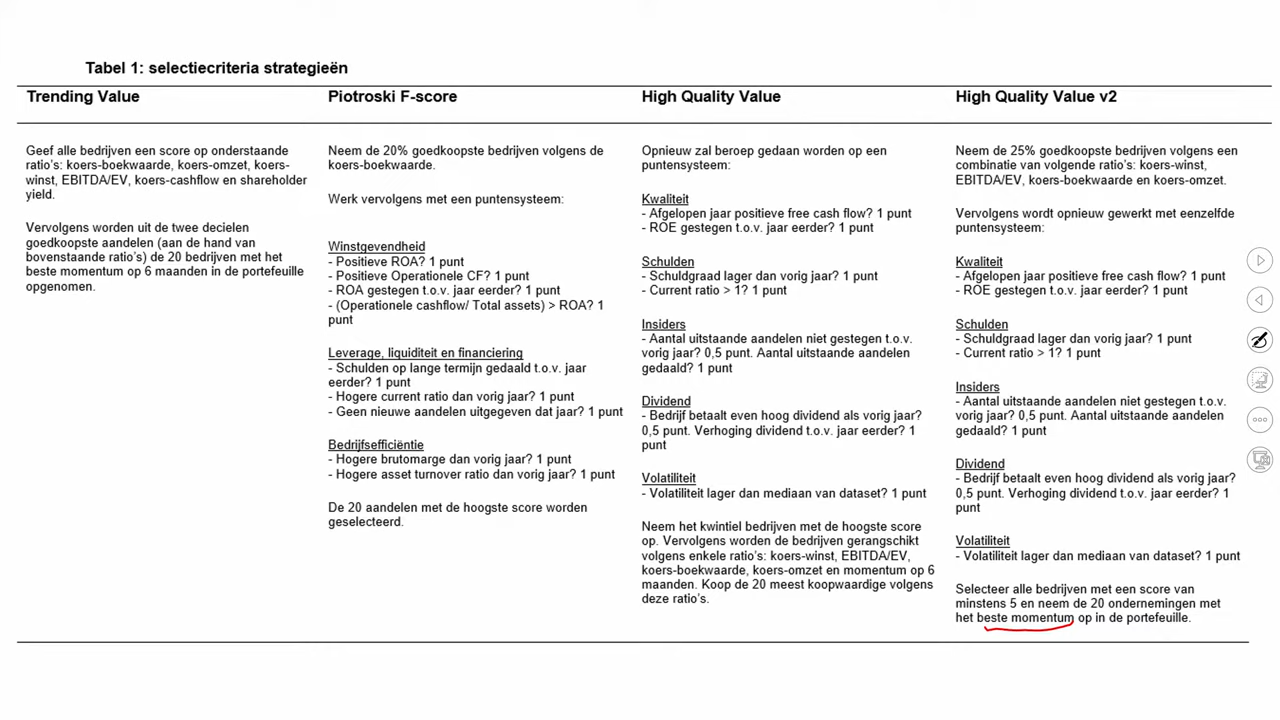 Tabel 1: selectiecriteria strategieën
Trending Value
Geef alle bedrijven een score op onderstaande
ratio's: koers-boekwaarde, koers-omzet, koers-
winst, EBITDA/EV, koers-cashflow en shareholder
yield.
Vervolgens worden uit de twee decielen
goedkoopste aandelen (aan de hand van
bovenstaande ratio's) de 20 bedrijven met het
beste momentum op 6 maanden in de portefeuille
opgenomen.
Piotroski F-score
Neem de 20% goedkoopste bedrijven volgens de
koers-boekwaarde.
Werk vervolgens met een puntensysteem:
Winstgevendheid
- Positieve ROA? 1 punt
- Positieve Operationele CF? 1 punt
- ROA gestegen t.o.v. jaar eerder? 1 punt
- (Operationele cashflow/ Total assets) > ROA? 1
punt
Leverage, liquiditeit en financiering
- Schulden op lange termijn gedaald t.o.v. jaar
eerder? 1 punt
- Hogere current ratio dan vorig jaar? 1 punt
- Geen nieuwe aandelen uitgegeven dat jaar? 1 punt
Bedrijfsefficiëntie
- Hogere brutomarge dan vorig jaar? 1 punt
- Hogere asset turnover ratio dan vorig jaar? 1 punt
De 20 aandelen met de hoogste score worden
geselecteerd.
High Quality Value
Opnieuw zal beroep gedaan worden op een
puntensysteem:
Kwaliteit
- Afgelopen jaar positieve free cash flow? 1 punt
- ROE gestegen t.o.v. jaar eerder? 1 punt
Schulden
- Schuldgraad lager dan vorig jaar? 1 punt
- Current ratio > 1? 1 punt
Insiders
- Aantal uitstaande aandelen niet gestegen t.o.v.
vorig jaar? 0,5 punt. Aantal uitstaande aandelen
gedaald? 1 punt
Dividend
- Bedrijf betaalt even hoog dividend als vorig jaar?
0,5 punt. Verhoging dividend t.o.v. jaar eerder? 1
punt
Volatiliteit
- Volatiliteit lager dan mediaan van dataset? 1 punt
Neem het kwintiel bedrijven met de hoogste score
op. Vervolgens worden de bedrijven gerangschikt
volgens enkele ratio's: koers-winst, EBITDA/EV,
koers-boekwaarde, koers-omzet en momentum op 6
maanden. Koop de 20 meest koopwaardige volgens
deze ratio's.
High Quality Value v2
Neem de 25% goedkoopste bedrijven volgens een
combinatie van volgende ratio's: koers-winst,
EBITDA/EV, koers-boekwaarde en koers-omzet.
Vervolgens wordt opnieuw gewerkt met eenzelfde
puntensysteem:
Kwaliteit
- Afgelopen jaar positieve free cash flow? 1 punt
- ROE gestegen t.o.v. jaar eerder? 1 punt
Schulden
- Schuldgraad lager dan vorig jaar? 1 punt
- Current ratio > 1? 1 punt
Insiders
- Aantal uitstaande aandelen niet gestegen t.o.v.
vorig jaar? 0,5 punt. Aantal uitstaande aandelen
gedaald? 1 punt
Dividend
- Bedrijf betaalt even hoog dividend als vorig jaar?
0,5 punt. Verhoging dividend t.o.v. jaar eerder? 1
punt
Volatiliteit
- Volatiliteit lager dan mediaan van dataset? 1 punt
Selecteer alle bedrijven met een score van
minstens 5 en neem de 20 ondernemingen met
het beste momentum op in de portefeuille.